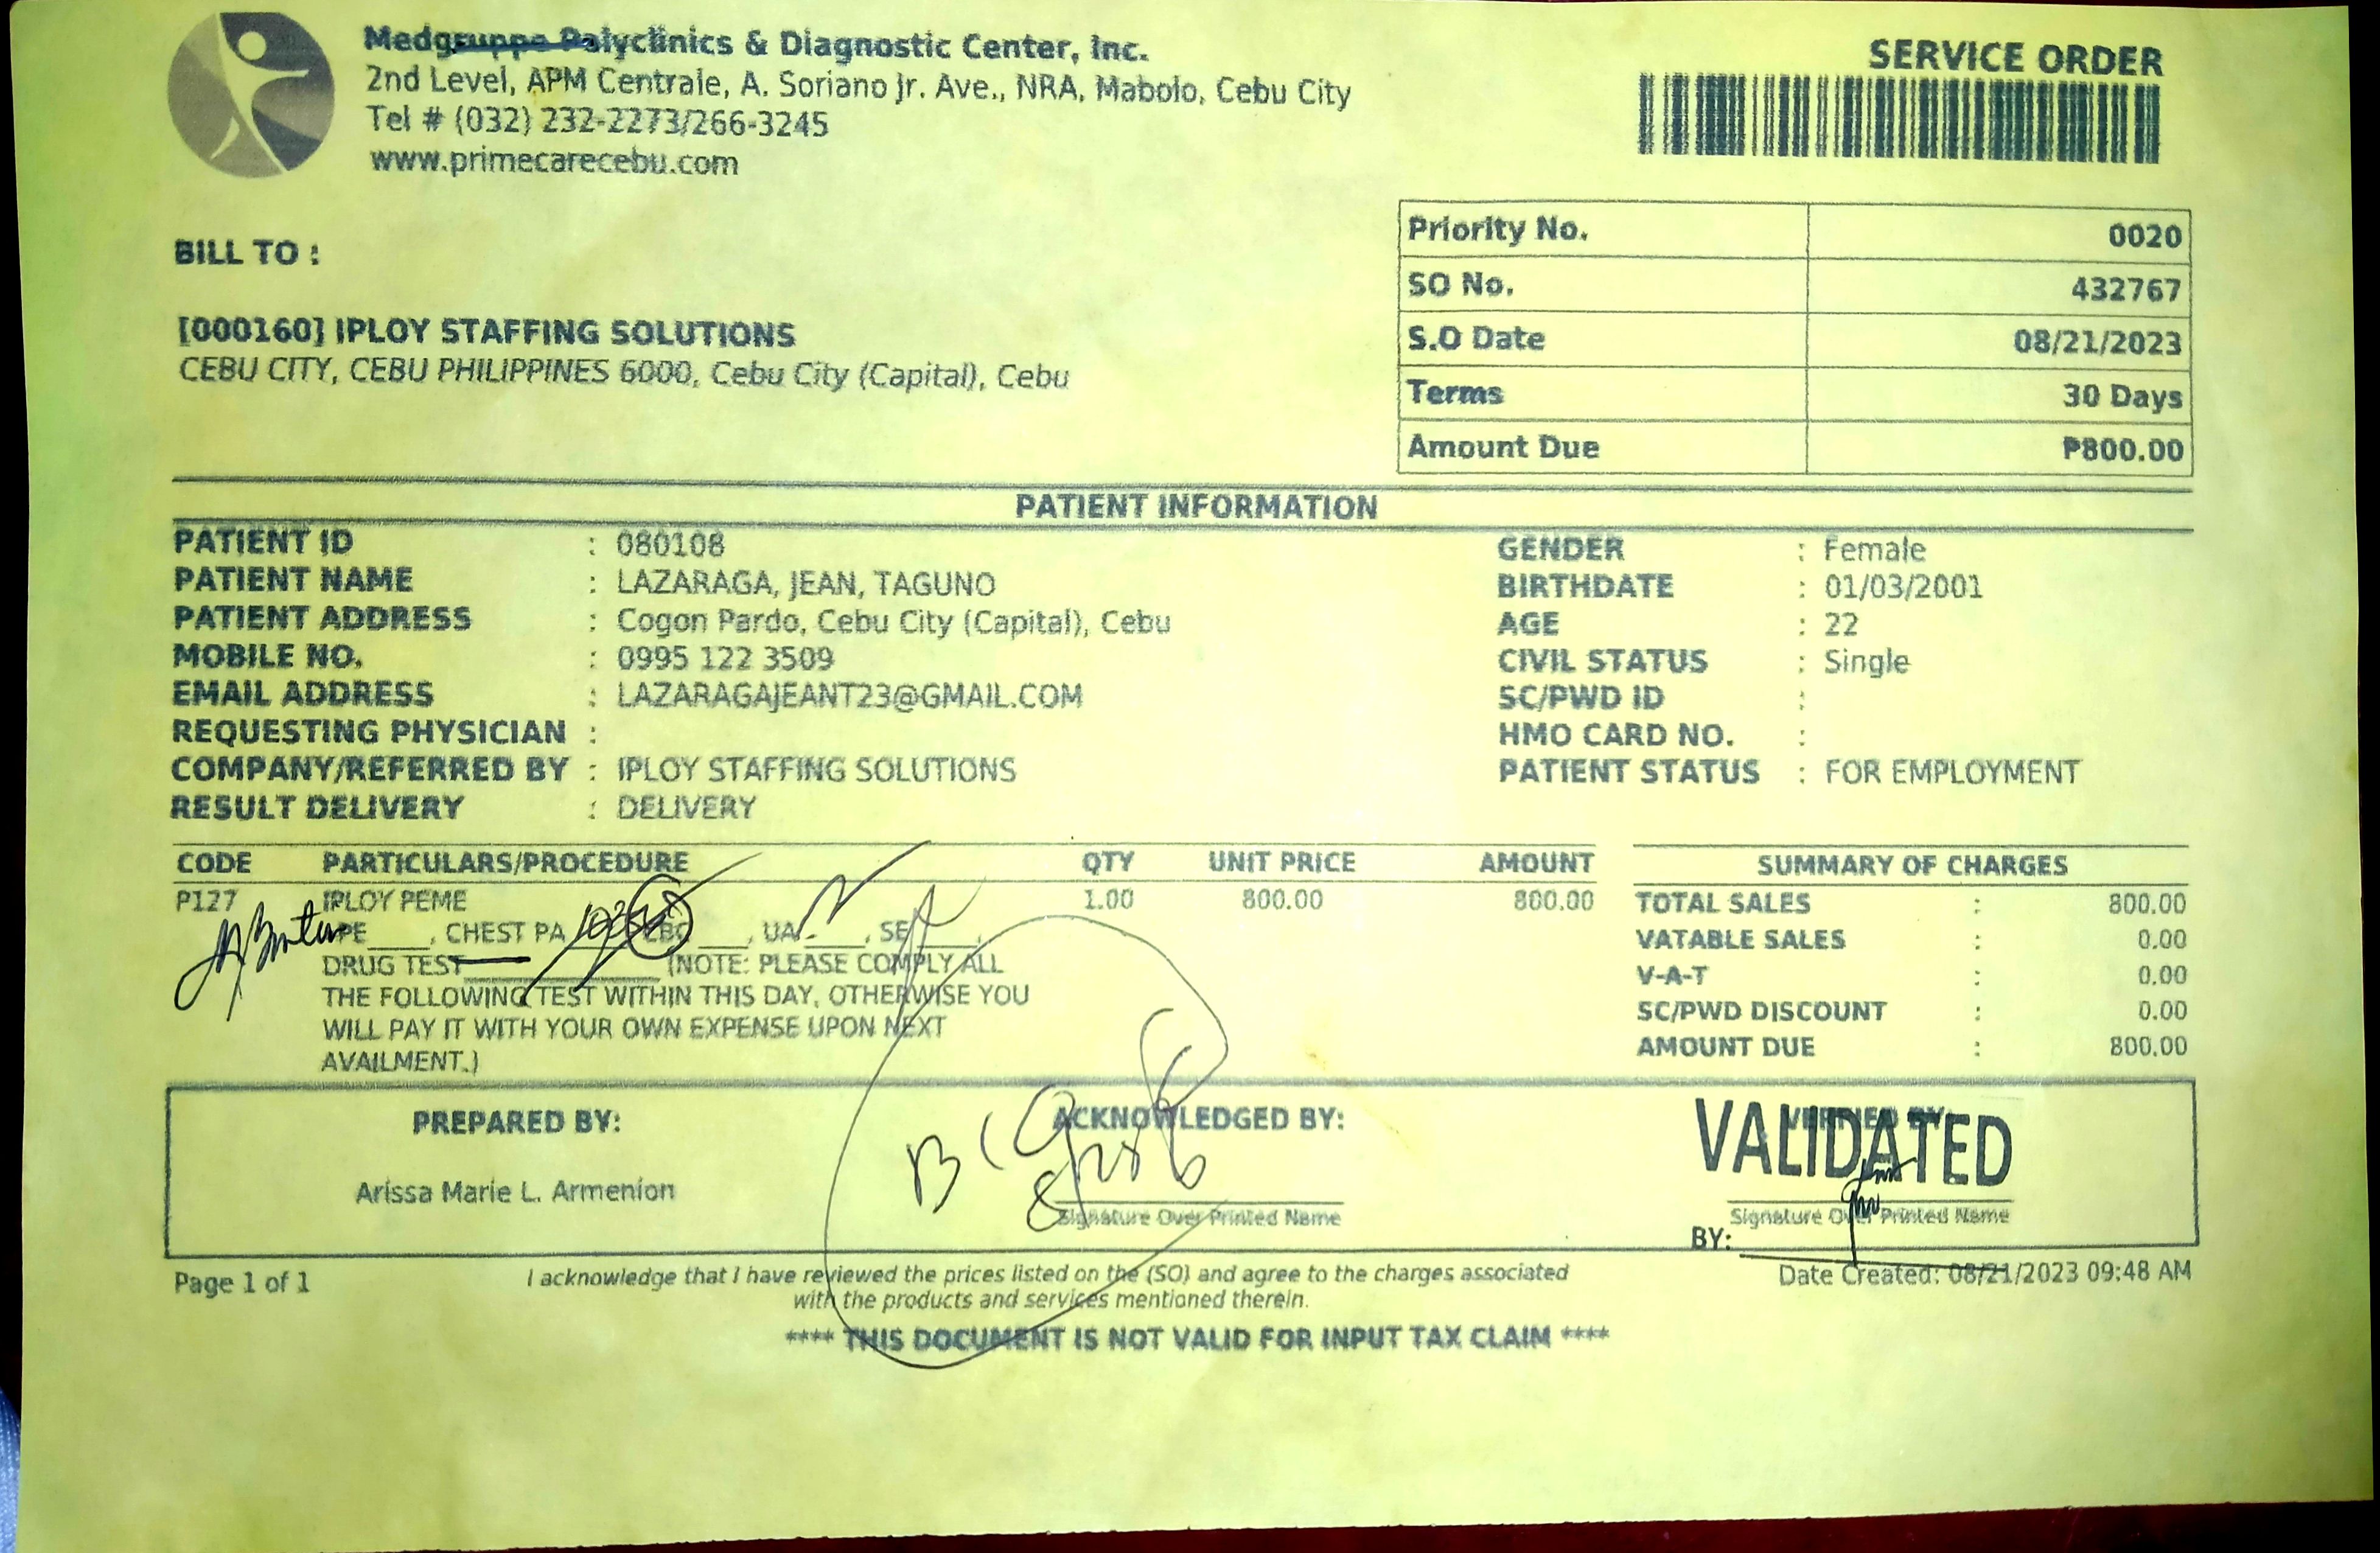 Medgruppe Polyclinics & Diagnostic Center, Inc.
2nd Level, APM Centrale, A. Soriano Jr. Ave., NRA, Mabolo, Cebu City
Tel # (032) 232-2273/266-3245
www.primecarecebu.com
SERVICE ORDER
BILL TO :
[000160] IPLOY STAFFING SOLUTIONS
CEBU CITY, CEBU PHILIPPINES 6000, Cebu City (Capital), Cebu
Priority No. 0020
SO No. 432767
S.O Date 08/21/2023
Terms 30 Days
Amount Due ₱800.00
PATIENT INFORMATION
PATIENT ID : 080108
PATIENT NAME : LAZARAGA, JEAN, TAGUNO
PATIENT ADDRESS : Cogon Pardo, Cebu City (Capital), Cebu
MOBILE NO. : 0995 122 3509
EMAIL ADDRESS : LAZARAGAJEANT23@GMAIL.COM
REQUESTING PHYSICIAN :
COMPANY/REFERRED BY : IPLOY STAFFING SOLUTIONS
RESULT DELIVERY : DELIVERY
GENDER : Female
BIRTHDATE : 01/03/2001
AGE : 22
CIVIL STATUS : Single
SC/PWD ID :
HMO CARD NO. :
PATIENT STATUS : FOR EMPLOYMENT
CODE PARTICULARS/PROCEDURE QTY UNIT PRICE AMOUNT
P127 IPLOY PEME 1.00 800.00 800.00
PE____, CHEST PA ____, CBC ____, UA____, SE____,
DRUG TEST____________ (NOTE: PLEASE COMPLY ALL
THE FOLLOWING TEST WITHIN THIS DAY, OTHERWISE YOU
WILL PAY IT WITH YOUR OWN EXPENSE UPON NEXT
AVAILMENT.)
SUMMARY OF CHARGES
TOTAL SALES : 800.00
VATABLE SALES : 0.00
V-A-T : 0.00
SC/PWD DISCOUNT : 0.00
AMOUNT DUE : 800.00
PREPARED BY:
Arissa Marie L. Armenion
ACKNOWLEDGED BY:
Signature Over Printed Name
VERIFIED BY:
VALIDATED
Signature Over Printed Name
BY:
Page 1 of 1
I acknowledge that I have reviewed the prices listed on the (SO) and agree to the charges associated
with the products and services mentioned therein.
Date Created: 08/21/2023 09:48 AM
**** THIS DOCUMENT IS NOT VALID FOR INPUT TAX CLAIM ****